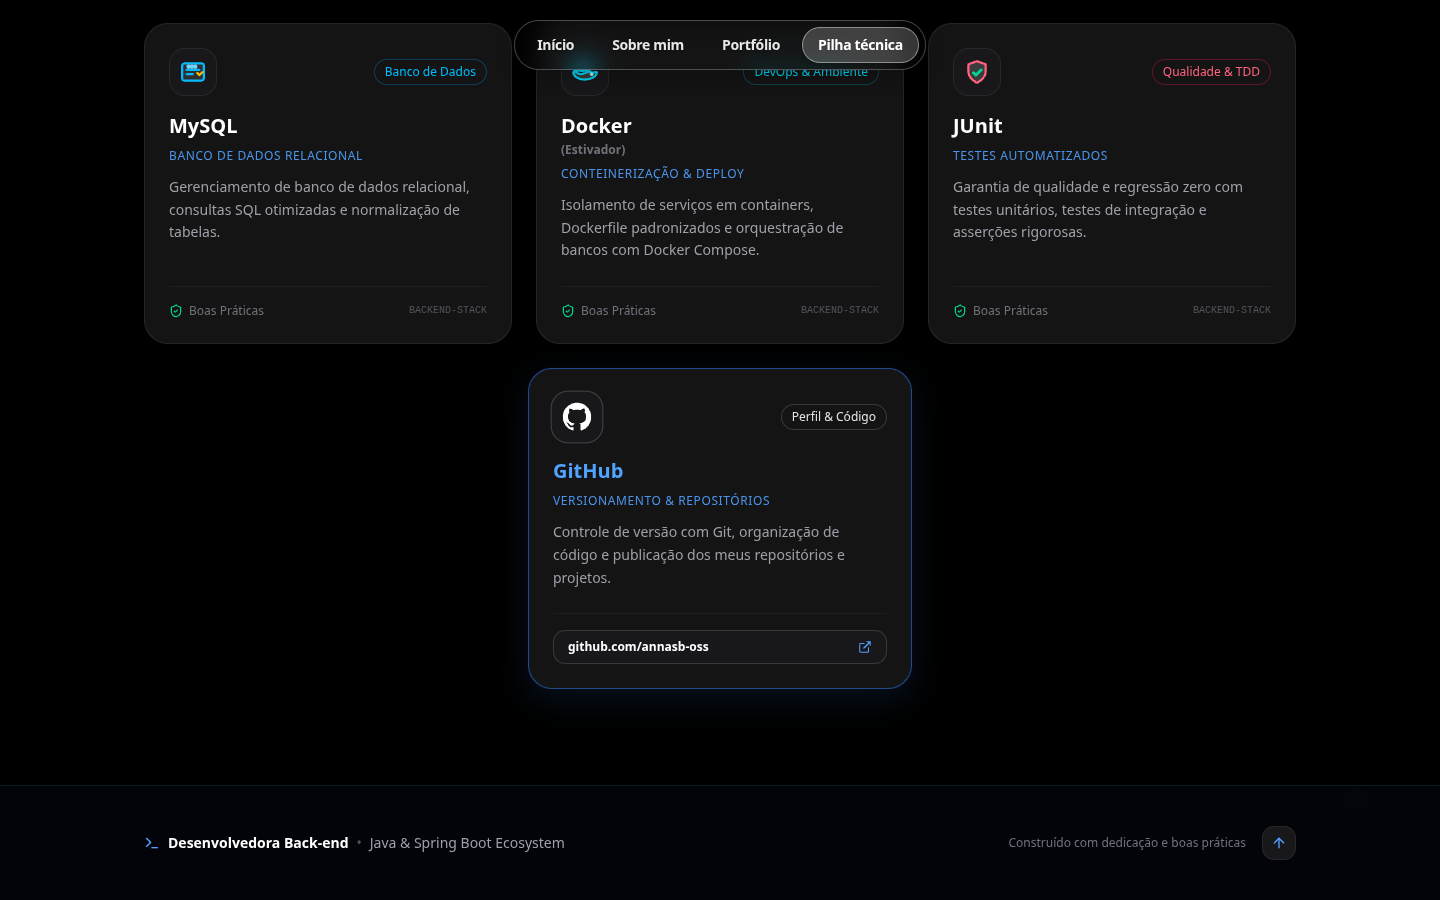 Início
Sobre mim
Portfólio
Pilha técnica
Banco de Dados
MySQL
BANCO DE DADOS RELACIONAL
Gerenciamento de banco de dados relacional,
consultas SQL otimizadas e normalização de
tabelas.
Boas Práticas
BACKEND-STACK
DevOps & Ambiente
Docker
(Estivador)
CONTEINERIZAÇÃO & DEPLOY
Isolamento de serviços em containers,
Dockerfile padronizados e orquestração de
bancos com Docker Compose.
Boas Práticas
BACKEND-STACK
Qualidade & TDD
JUnit
TESTES AUTOMATIZADOS
Garantia de qualidade e regressão zero com
testes unitários, testes de integração e
asserções rigorosas.
Boas Práticas
BACKEND-STACK
Perfil & Código
GitHub
VERSIONAMENTO & REPOSITÓRIOS
Controle de versão com Git, organização de
código e publicação dos meus repositórios e
projetos.
github.com/annasb-oss
Desenvolvedora Back-end • Java & Spring Boot Ecosystem
Construído com dedicação e boas práticas